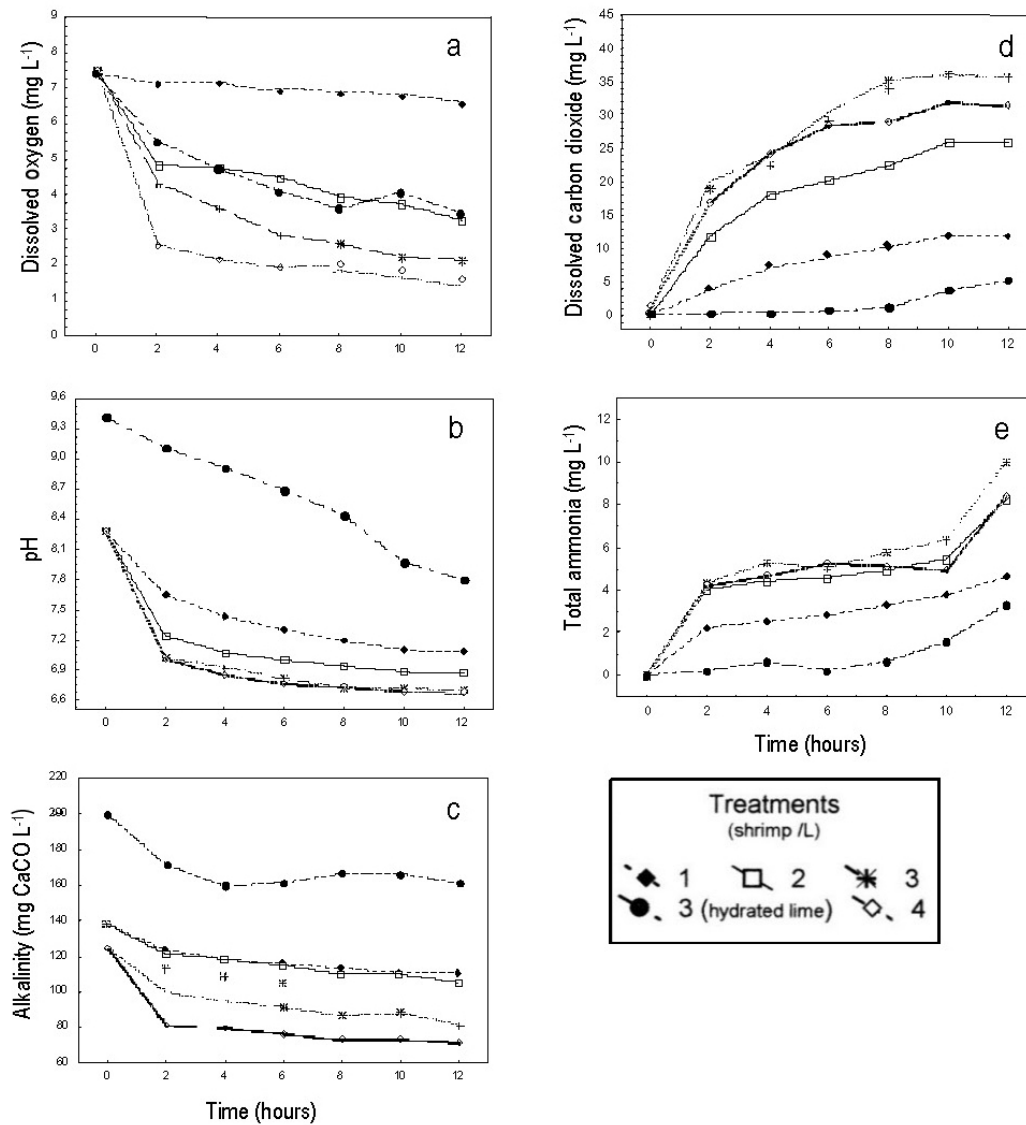 a
Dissolved oxygen (mg L-1)
9
8
7
6
5
4
3
2
1
0
0 2 4 6 8 10 12
d
Dissolved carbon dioxide (mg L-1)
45
40
35
30
25
20
15
10
5
0
0 2 4 6 8 10 12
b
pH
9,6
9,3
9,0
8,4
8,1
7,8
7,5
7,2
6,9
6,6
0 2 4 6 8 10 12
e
Total ammonia (mg L-1)
12
10
8
6
4
2
0
0 2 4 6 8 10 12
Time (hours)
c
Alkalinity (mg CaCO L-1)
220
200
180
160
140
120
100
80
60
0 2 4 6 8 10 12
Time (hours)
Treatments
(shrimp /L)
1 2 3
3 (hydrated lime) 4